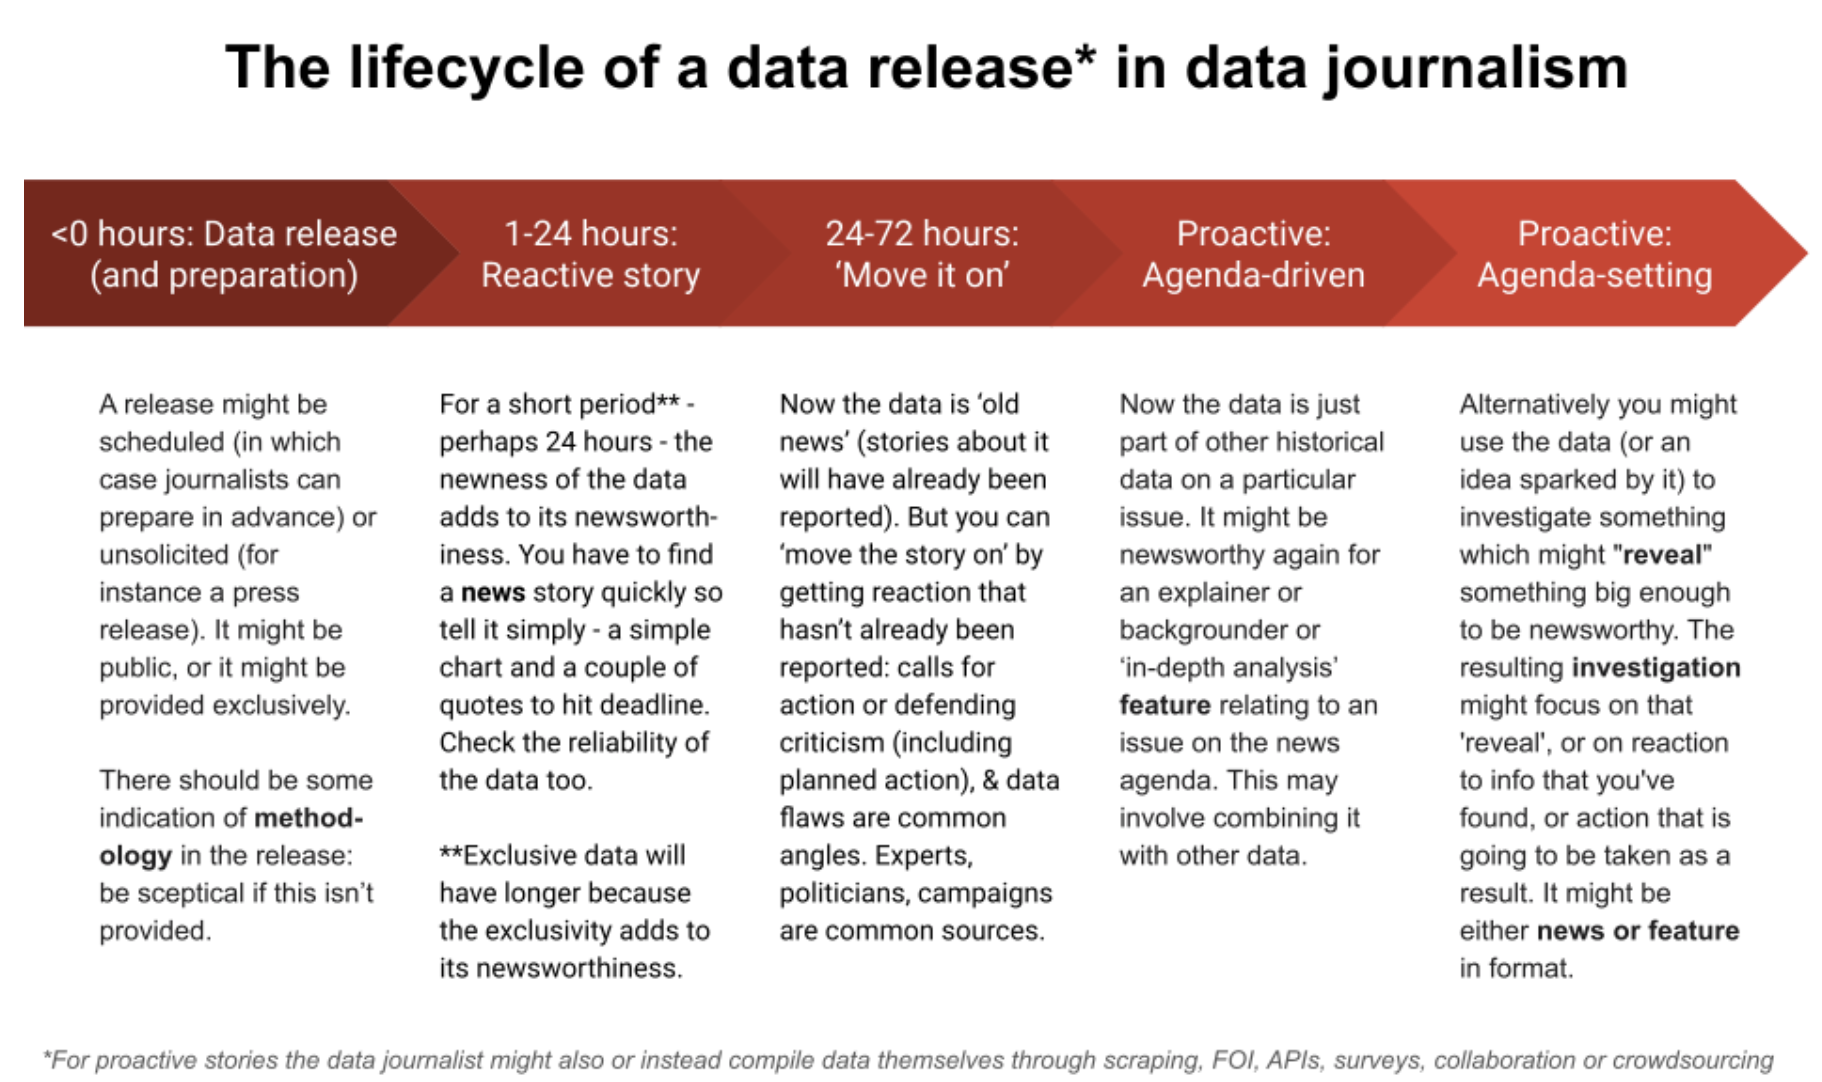 The lifecycle of a data release* in data journalism
<0 hours: Data release
(and preparation)
1-24 hours:
Reactive story
24-72 hours:
‘Move it on’
Proactive:
Agenda-driven
Proactive:
Agenda-setting
A release might be
scheduled (in which
case journalists can
prepare in advance) or
unsolicited (for
instance a press
release). It might be
public, or it might be
provided exclusively.
There should be some
indication of method-
ology in the release:
be sceptical if this isn’t
provided.
For a short period** -
perhaps 24 hours - the
newness of the data
adds to its newsworth-
iness. You have to find
a news story quickly so
tell it simply - a simple
chart and a couple of
quotes to hit deadline.
Check the reliability of
the data too.
**Exclusive data will
have longer because
the exclusivity adds to
its newsworthiness.
Now the data is ‘old
news’ (stories about it
will have already been
reported). But you can
‘move the story on’ by
getting reaction that
hasn’t already been
reported: calls for
action or defending
criticism (including
planned action), & data
flaws are common
angles. Experts,
politicians, campaigns
are common sources.
Now the data is just
part of other historical
data on a particular
issue. It might be
newsworthy again for
an explainer or
backgrounder or
‘in-depth analysis’
feature relating to an
issue on the news
agenda. This may
involve combining it
with other data.
Alternatively you might
use the data (or an
idea sparked by it) to
investigate something
which might "reveal"
something big enough
to be newsworthy. The
resulting investigation
might focus on that
'reveal', or on reaction
to info that you've
found, or action that is
going to be taken as a
result. It might be
either news or feature
in format.
*For proactive stories the data journalist might also or instead compile data themselves through scraping, FOI, APIs, surveys, collaboration or crowdsourcing